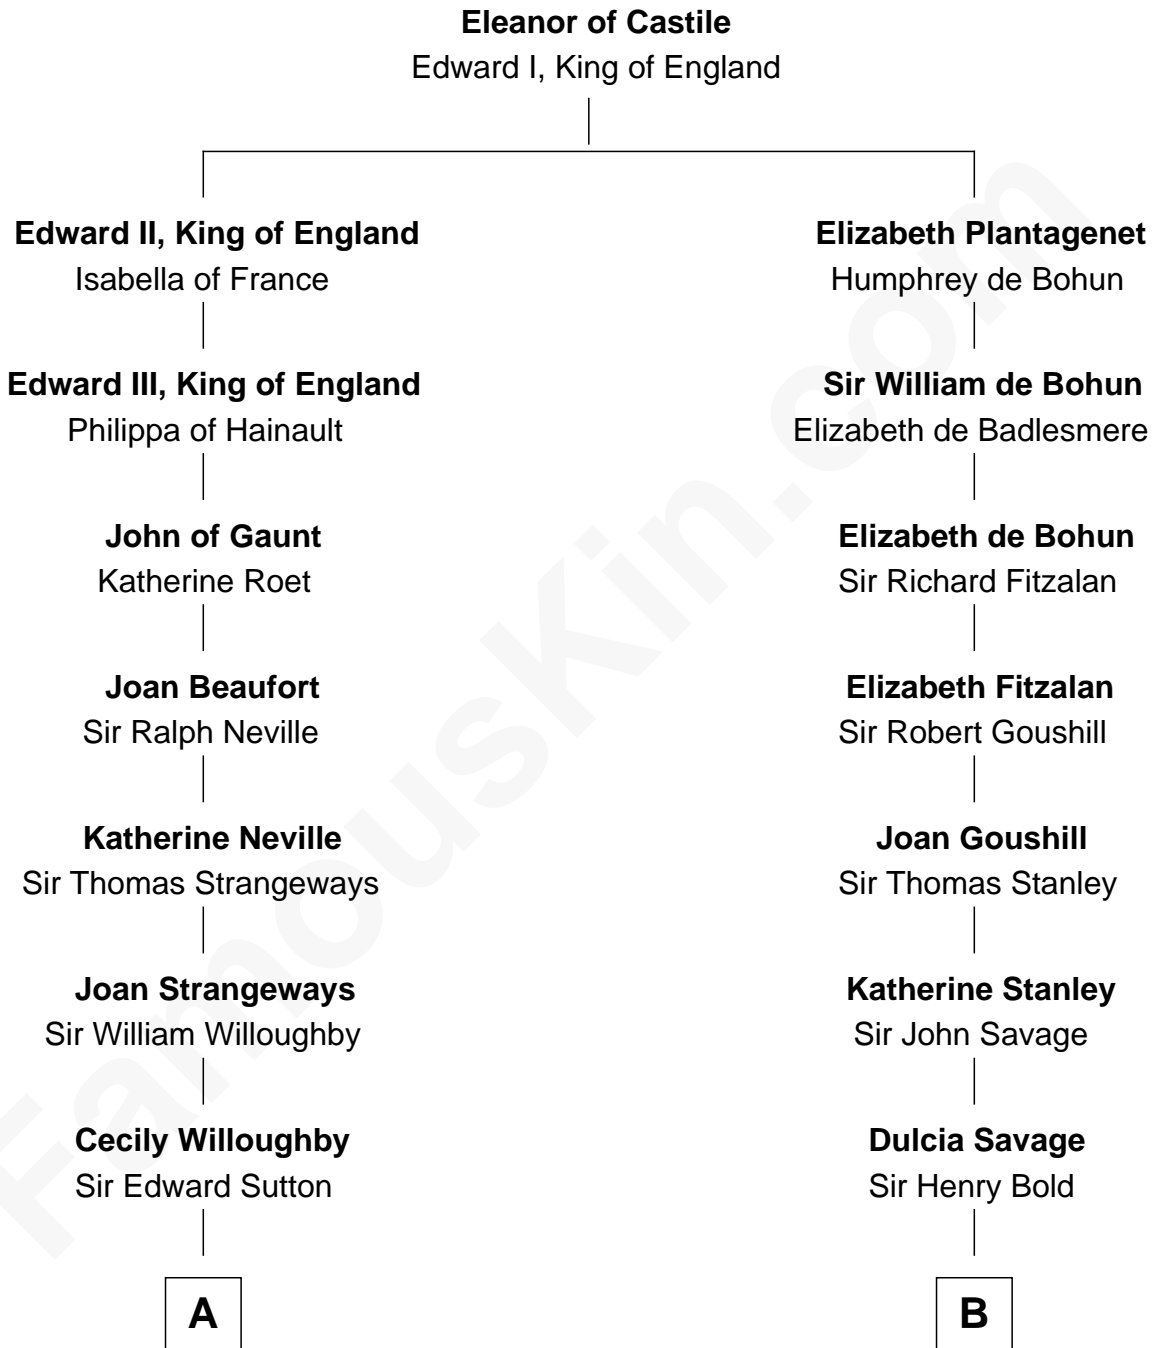 Eleanor of Castile
Edward I, King of England
Edward II, King of England
Isabella of France
Elizabeth Plantagenet
Humphrey de Bohun
Edward III, King of England
Philippa of Hainault
Sir William de Bohun
Elizabeth de Badlesmere
John of Gaunt
Katherine Roet
Elizabeth de Bohun
Sir Richard Fitzalan
Joan Beaufort
Sir Ralph Neville
Elizabeth Fitzalan
Sir Robert Goushill
Katherine Neville
Sir Thomas Strangeways
Joan Goushill
Sir Thomas Stanley
Joan Strangeways
Sir William Willoughby
Katherine Stanley
Sir John Savage
Cecily Willoughby
Sir Edward Sutton
Dulcia Savage
Sir Henry Bold
A
B
FamousKin.com